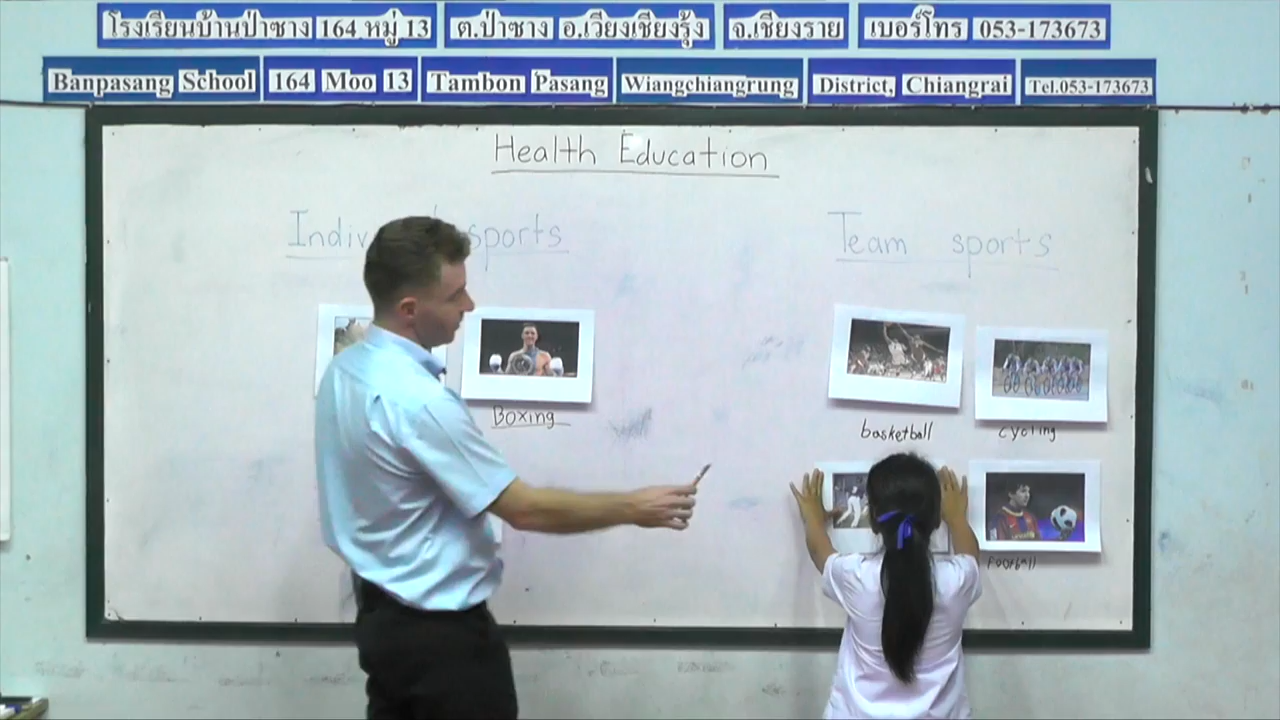 โรงเรียนบ้านป่าซาง 164 หมู่ 13 ต.ป่าซาง อ.เวียงเชียงรุ้ง จ.เชียงราย เบอร์โทร 053-173673
Banpasang School 164 Moo 13 Tambon Pasang Wiangchiangrung District, Chiangrai Tel.053-173673
Health Education
sports
Team sports
Boxing
basketball
cycling
Football